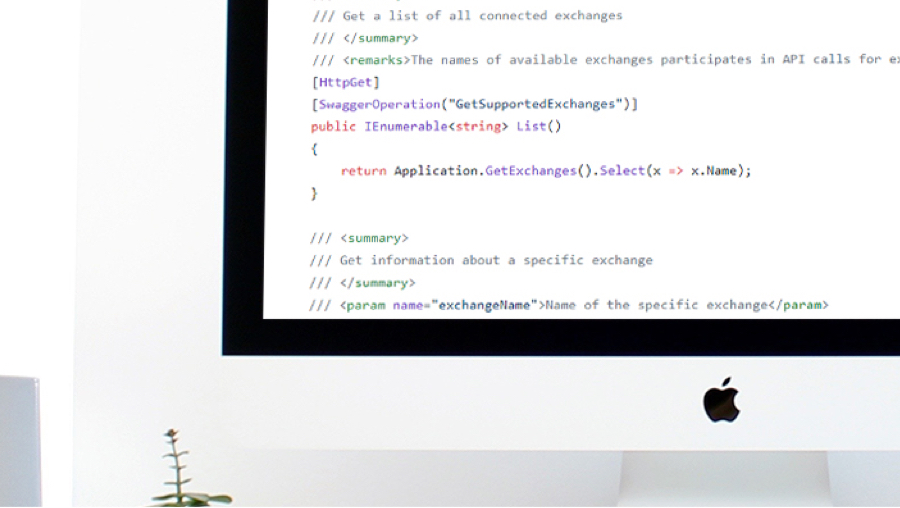 /// Get a list of all connected exchanges
/// </summary>
/// <remarks>The names of available exchanges participates in API calls for
[HttpGet]
[SwaggerOperation("GetSupportedExchanges")]
public IEnumerable<string> List()
{
return Application.GetExchanges().Select(x => x.Name);
}
/// <summary>
/// Get information about a specific exchange
/// </summary>
/// <param name="exchangeName">Name of the specific exchange</param>